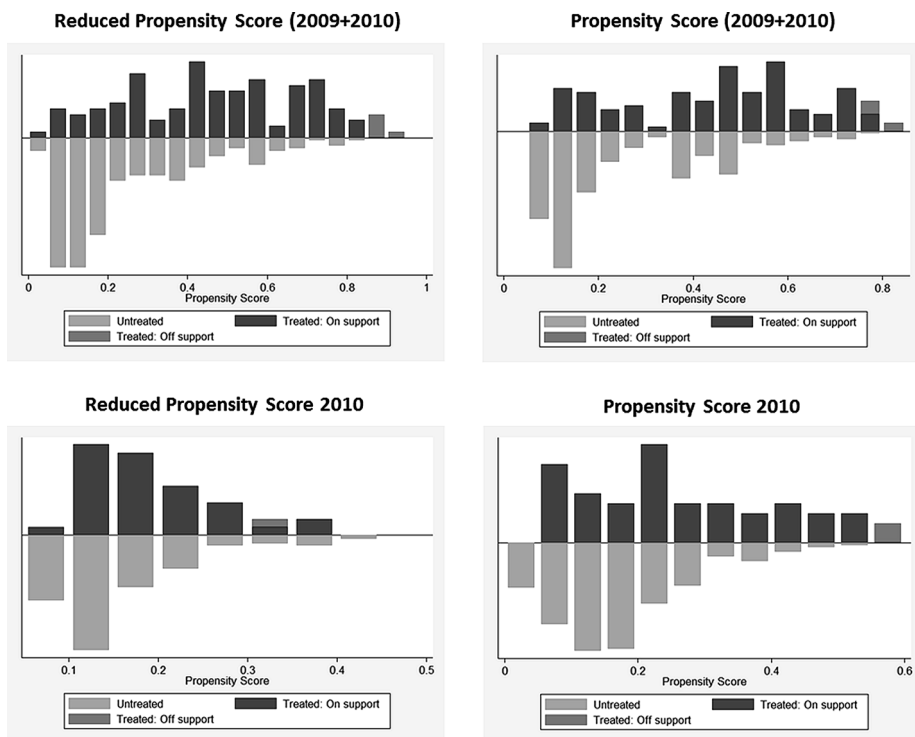 Reduced Propensity Score (2009+2010)
0 0.2 0.4 0.6 0.8 1
Propensity Score
Untreated Treated: On support
Treated: Off support
Propensity Score (2009+2010)
0 0.2 0.4 0.6 0.8
Propensity Score
Untreated Treated: On support
Treated: Off support
Reduced Propensity Score 2010
0.1 0.2 0.3 0.4 0.5
Propensity Score
Untreated Treated: On support
Treated: Off support
Propensity Score 2010
0 0.2 0.4 0.6
Propensity Score
Untreated Treated: On support
Treated: Off support